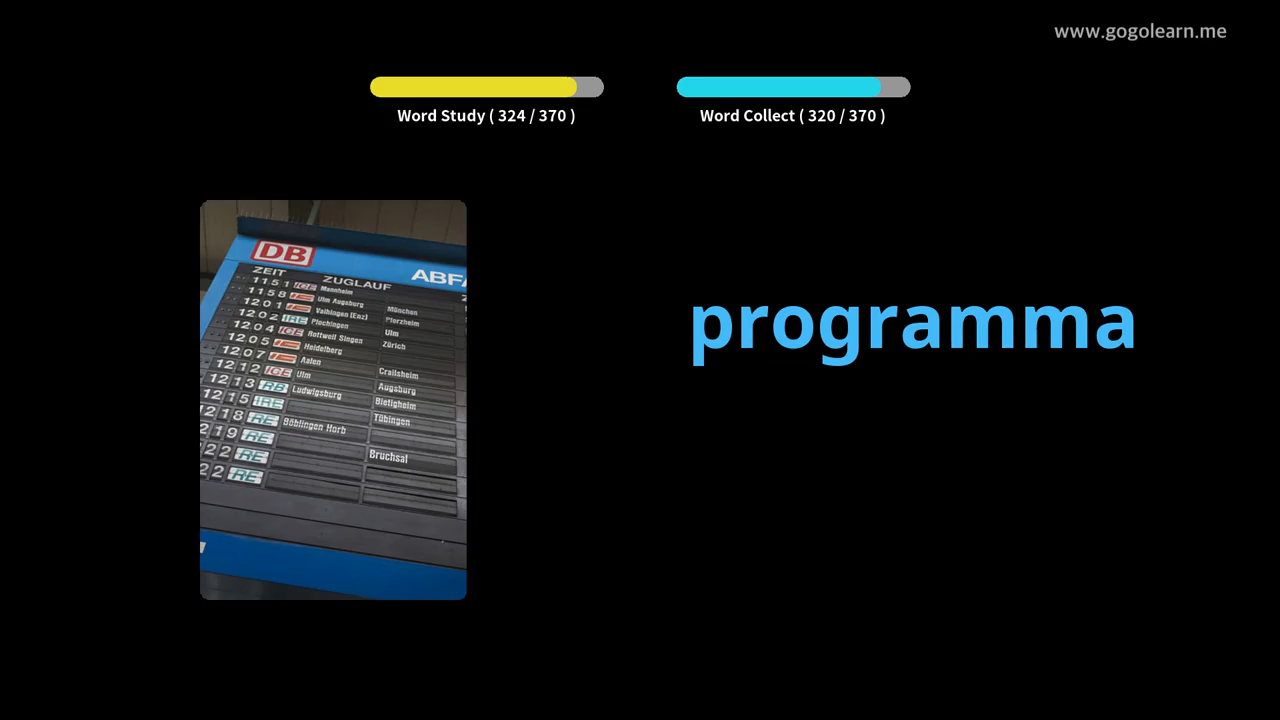 www.gogolearn.me
Word Study ( 324 / 370 )
Word Collect ( 320 / 370 )
programma
DB
ABFA
ZEIT ZUGLAUF
1151 ICE Mannheim
1158 Ulm Augsburg München
1201 Vaihingen (Enz) Pforzheim
1202 IRE Plochingen Ulm
1204 ICE Rottweil Singen Zürich
1205 Heidelberg
1207 Aalen Crailsheim
1212 ICE Ulm Augsburg
1213 RB Ludwigsburg Bietigheim
1215 IRE Tübingen
1218 RE Böblingen Horb
219 RE Bruchsal
22 RE
22 RE